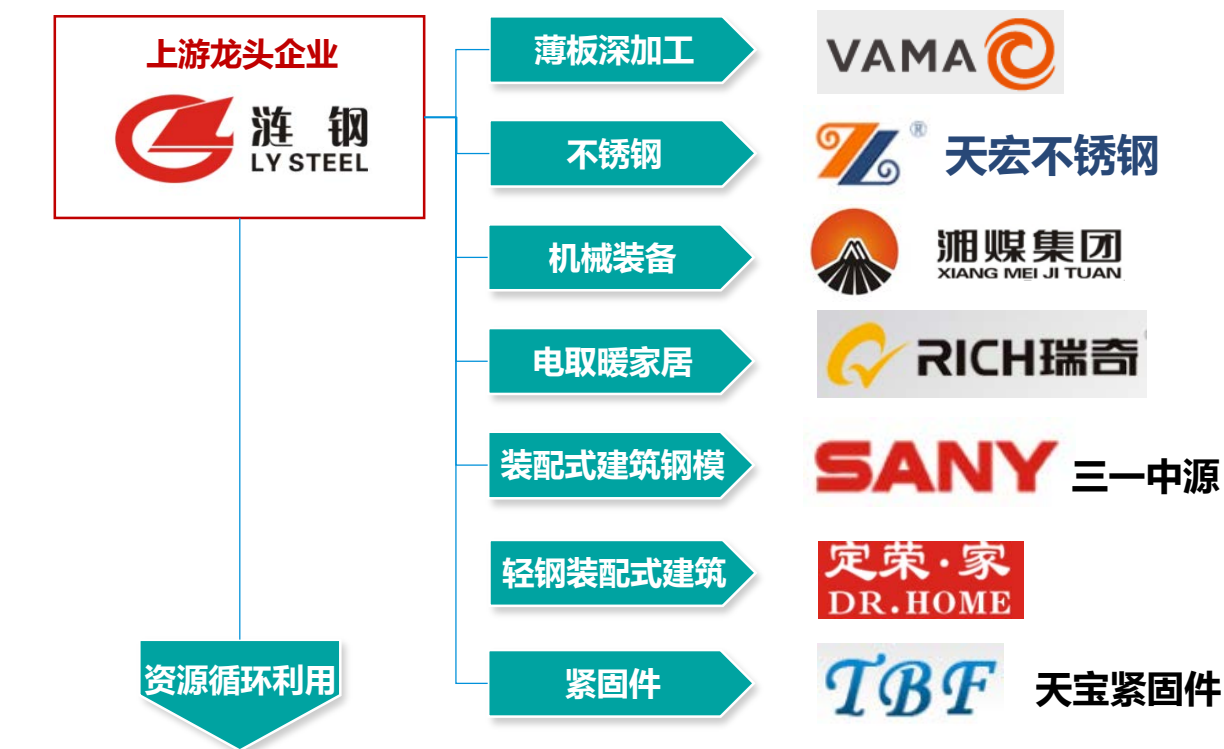 上游龙头企业
涟 钢
LY STEEL
薄板深加工
VAMA
不锈钢
®
天宏不锈钢
机械装备
湘煤集团
XIANG MEI JI TUAN
电取暖家居
RICH瑞奇
装配式建筑钢模
SANY 三一中源
轻钢装配式建筑
定荣·家
DR.HOME
资源循环利用
紧固件
TBF 天宝紧固件